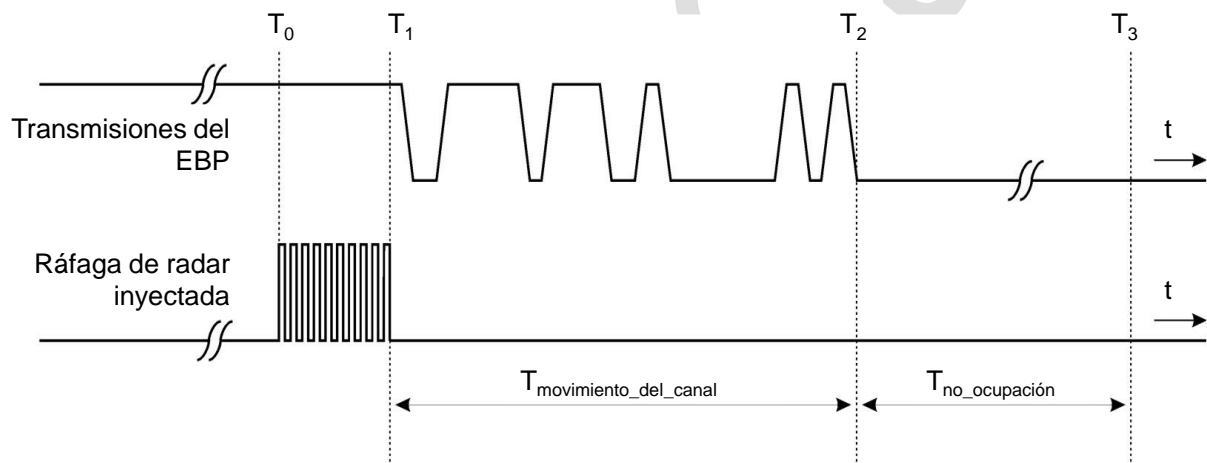 T0 T1 T2 T3
Transmisiones del
EBP
t
Ráfaga de radar
inyectada
t
Tmovimiento_del_canal Tno_ocupación